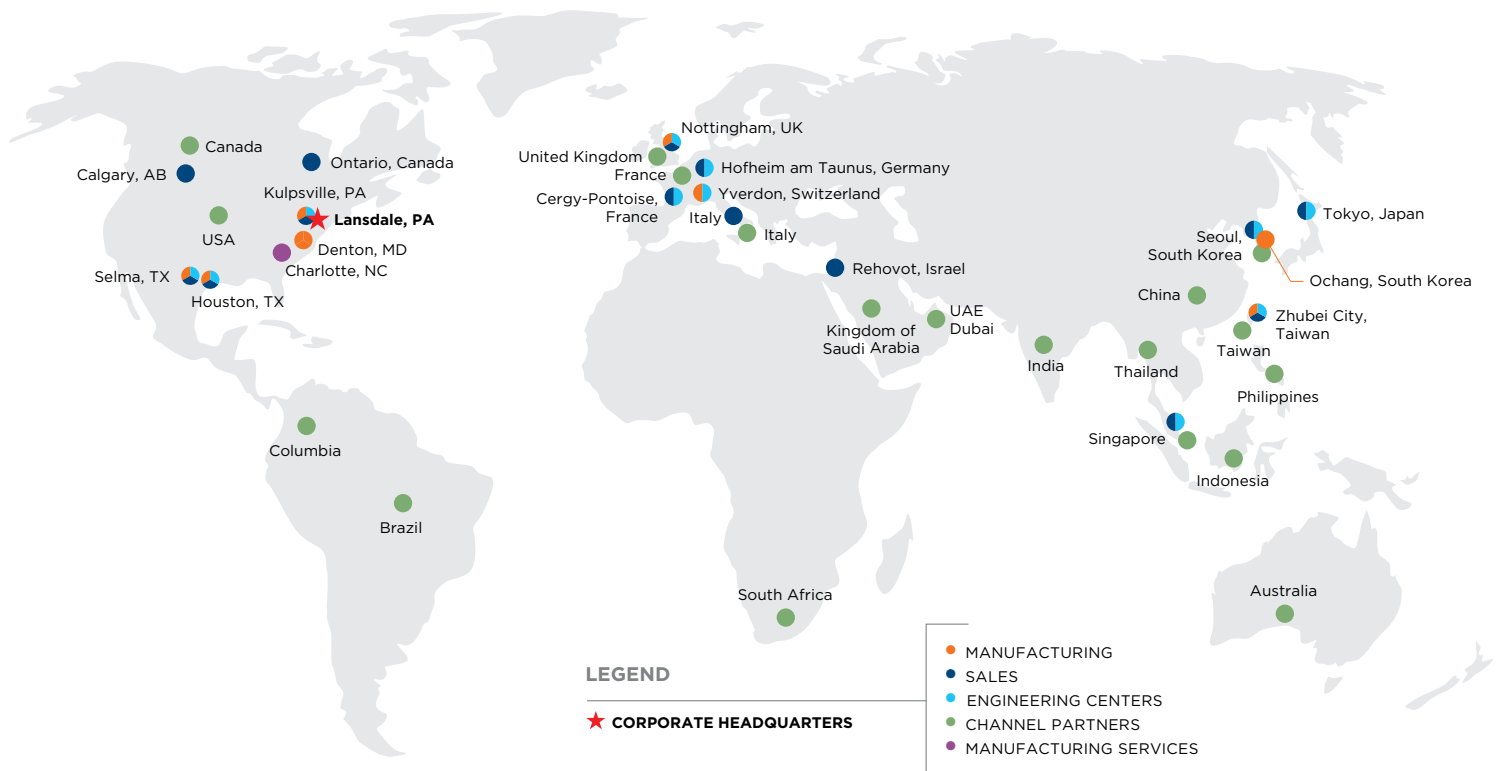 Canada
Calgary, AB
Ontario, Canada
Kulpsville, PA
Lansdale, PA
USA
Denton, MD
Charlotte, NC
Selma, TX
Houston, TX
Columbia
Brazil
Nottingham, UK
United Kingdom
France
Hofheim am Taunus, Germany
Cergy-Pontoise,
France
Yverdon, Switzerland
Italy
Italy
Rehovot, Israel
Kingdom of
Saudi Arabia
UAE
Dubai
South Africa
India
China
Thailand
Singapore
Indonesia
Philippines
Taiwan
Zhubei City,
Taiwan
Seoul,
South Korea
Ochang, South Korea
Tokyo, Japan
Australia
LEGEND
CORPORATE HEADQUARTERS
MANUFACTURING
SALES
ENGINEERING CENTERS
CHANNEL PARTNERS
MANUFACTURING SERVICES